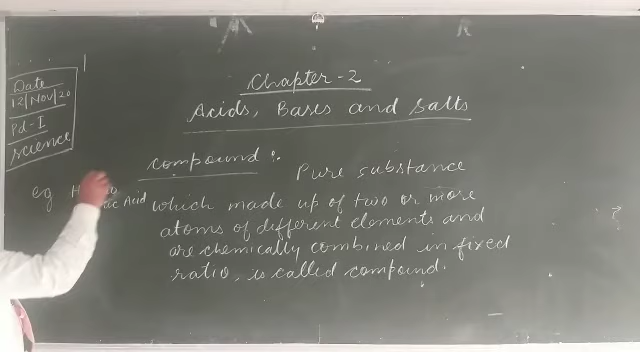 Date
12/Nov/20
Pd-I
Science
Chapter-2
Acids, Bases and Salts
Compound :. Pure substance
which made up of two or more
atoms of different elements and
are chemically combined in fixed
ratio, is called compound.
eg
Acid